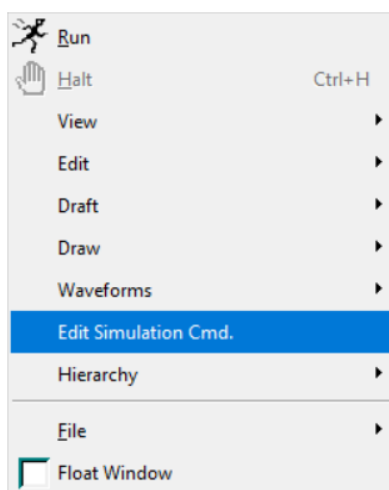 Run
Halt Ctrl+H
View
Edit
Draft
Draw
Waveforms
Edit Simulation Cmd.
Hierarchy
File
Float Window